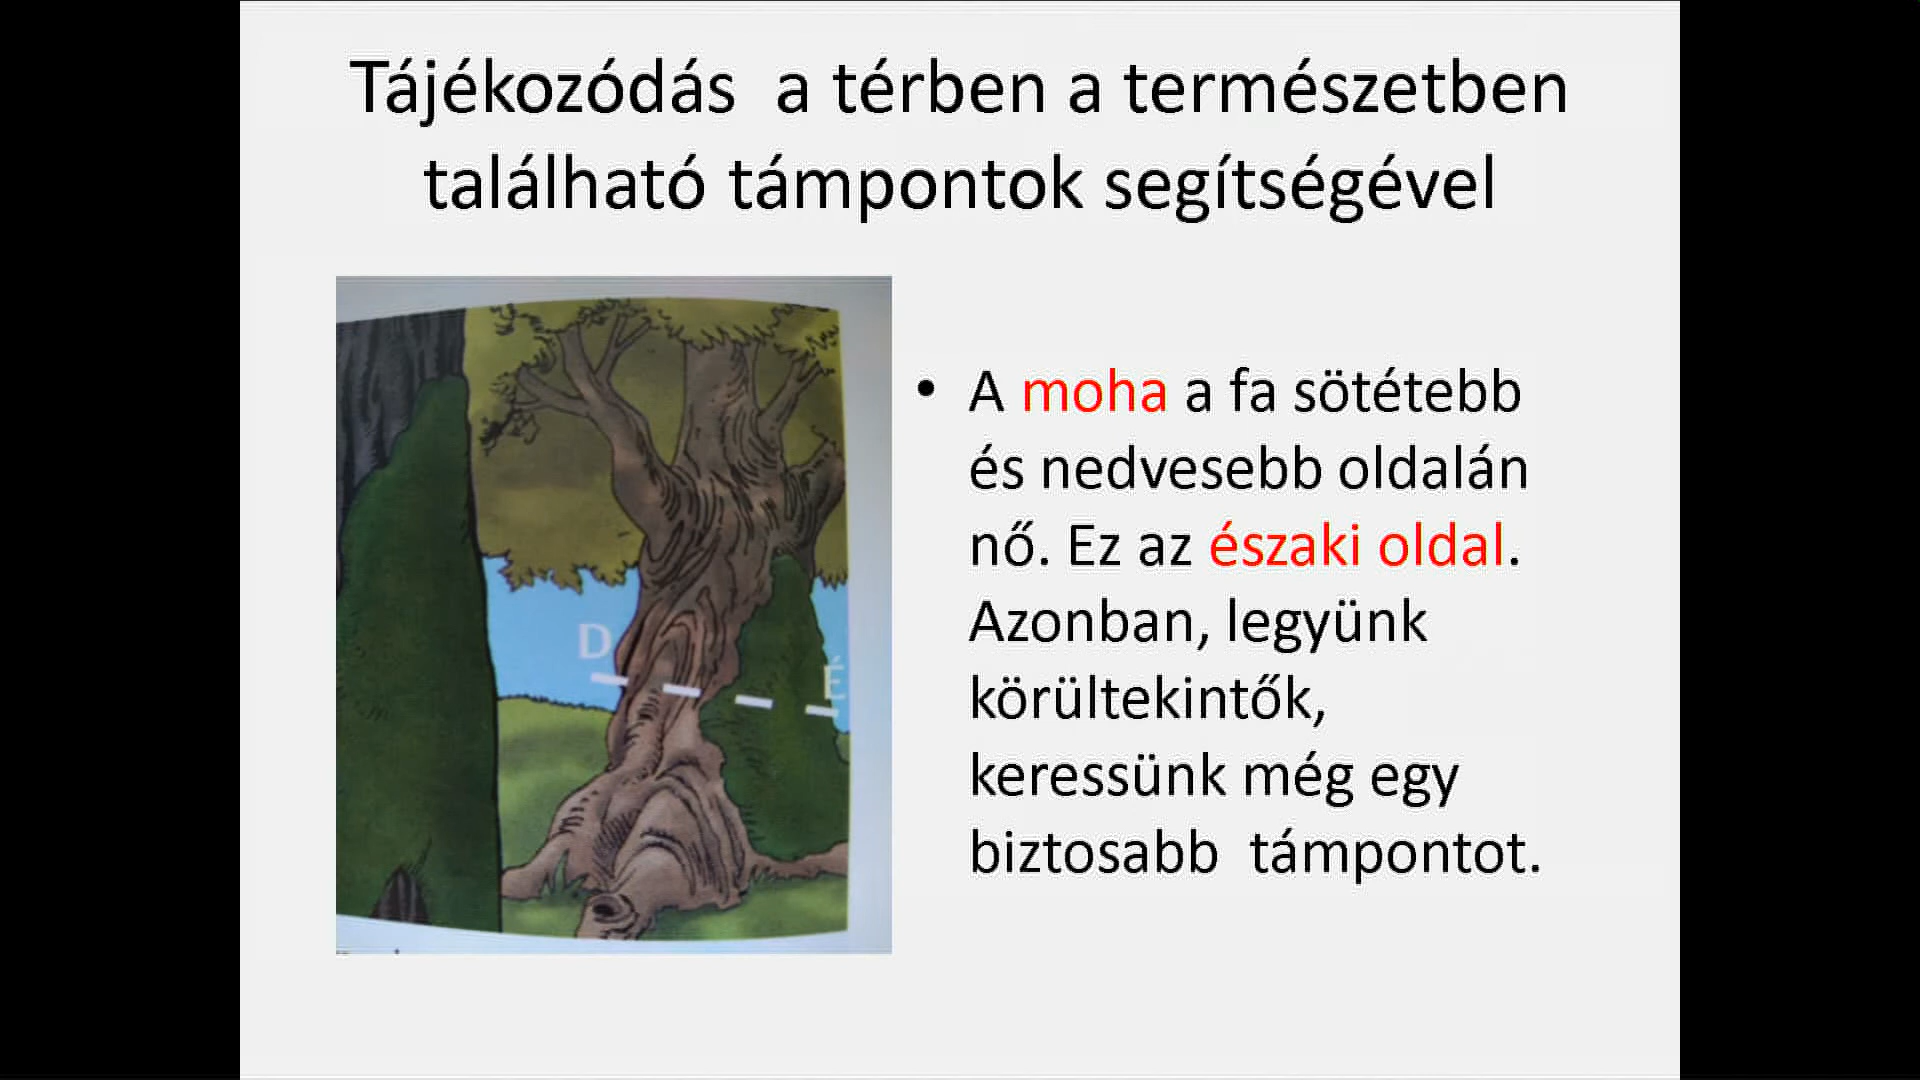 Tájékozódás a térben a természetben
található támpontok segítségével
D
É
• A moha a fa sötétebb
és nedvesebb oldalán
nő. Ez az északi oldal.
Azonban, legyünk
körültekintők,
keressünk még egy
biztosabb támpontot.